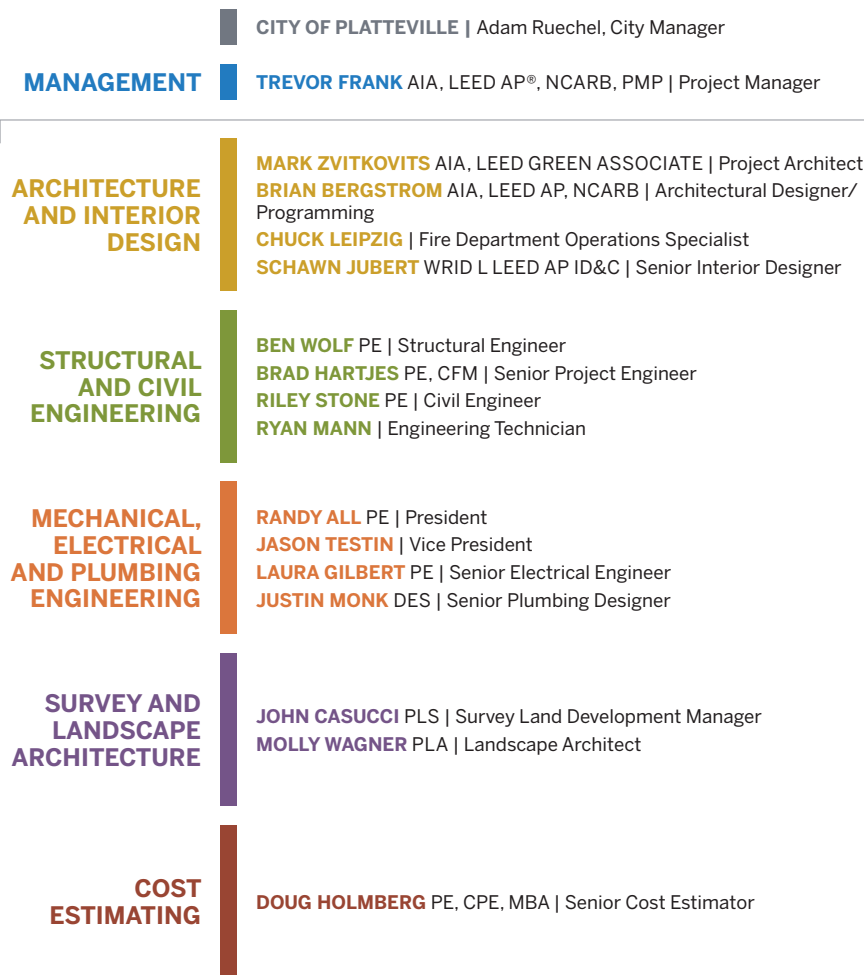 CITY OF PLATTEVILLE | Adam Ruechel, City Manager
MANAGEMENT
TREVOR FRANK AIA, LEED AP®, NCARB, PMP | Project Manager
ARCHITECTURE
AND INTERIOR
DESIGN
MARK ZVITKOVITS AIA, LEED GREEN ASSOCIATE | Project Architect
BRIAN BERGSTROM AIA, LEED AP, NCARB | Architectural Designer/
Programming
CHUCK LEIPZIG | Fire Department Operations Specialist
SCHAWN JUBERT WRID L LEED AP ID&C | Senior Interior Designer
STRUCTURAL
AND CIVIL
ENGINEERING
BEN WOLF PE | Structural Engineer
BRAD HARTJES PE, CFM | Senior Project Engineer
RILEY STONE PE | Civil Engineer
RYAN MANN | Engineering Technician
MECHANICAL,
ELECTRICAL
AND PLUMBING
ENGINEERING
RANDY ALL PE | President
JASON TESTIN | Vice President
LAURA GILBERT PE | Senior Electrical Engineer
JUSTIN MONK DES | Senior Plumbing Designer
SURVEY AND
LANDSCAPE
ARCHITECTURE
JOHN CASUCCI PLS | Survey Land Development Manager
MOLLY WAGNER PLA | Landscape Architect
COST
ESTIMATING
DOUG HOLMBERG PE, CPE, MBA | Senior Cost Estimator